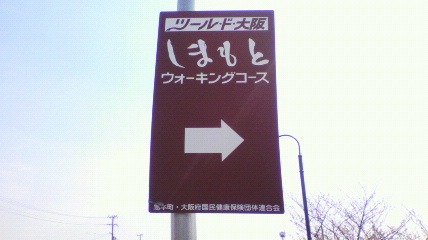 ツール・ド・大阪
しまもと
ウォーキングコース
島本町・大阪府国民健康保険団体連合会